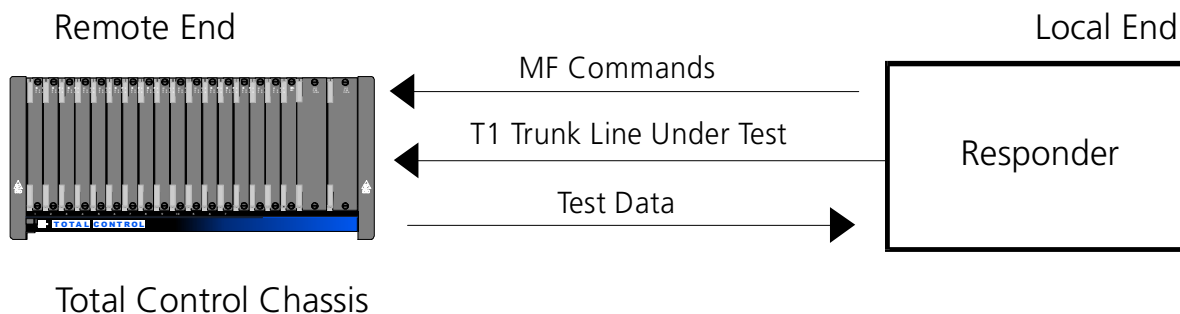 Remote End
Local End
MF Commands
T1 Trunk Line Under Test
Responder
Test Data
TOTAL CONTROL
Total Control Chassis